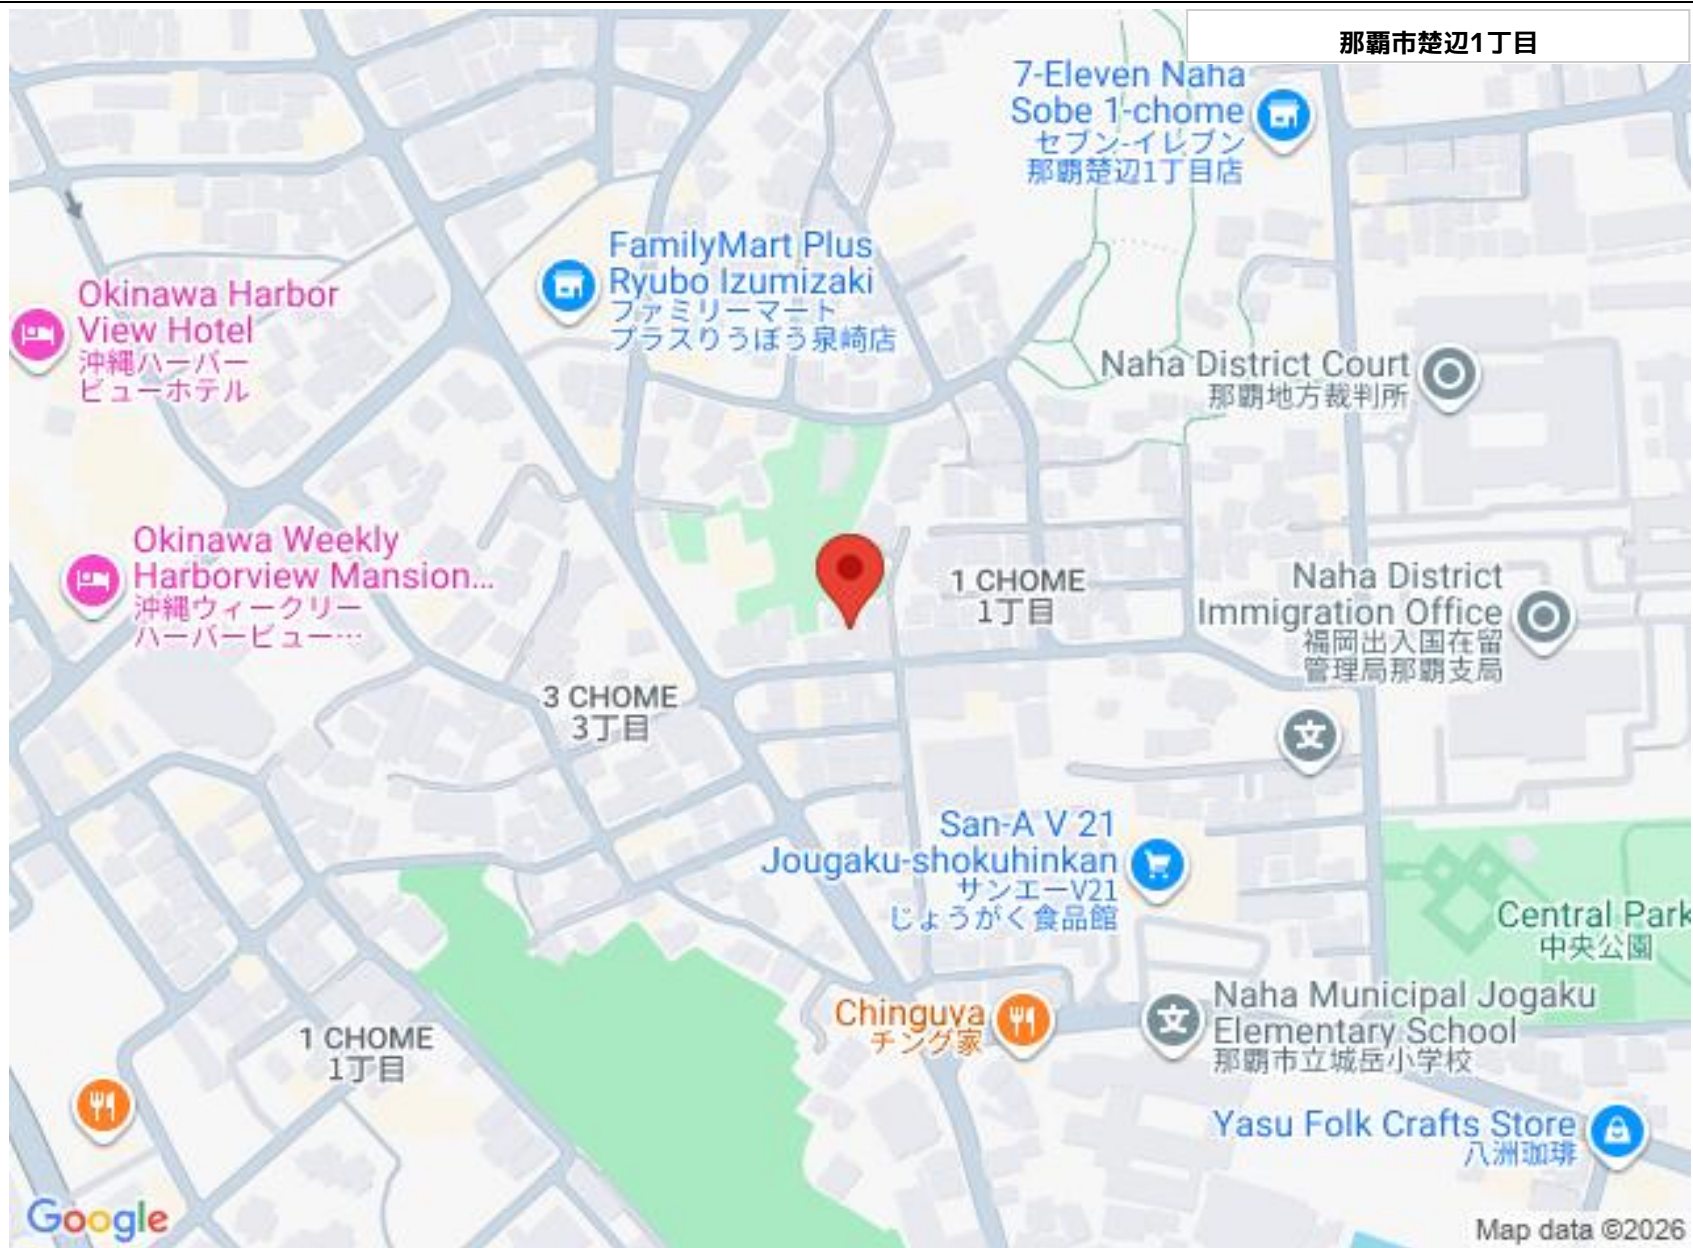 那覇市楚辺1丁目
7-Eleven Naha
Sobe 1-chome
セブン-イレブン
那覇楚辺1丁目店
FamilyMart Plus
Ryubo Izumizaki
ファミリーマート
プラスりうぼう泉崎店
Okinawa Harbor
View Hotel
沖縄ハーバー
ビューホテル
Naha District Court
那覇地方裁判所
Okinawa Weekly
Harborview Mansion...
沖縄ウィークリー
ハーバービュー…
1 CHOME
1丁目
Naha District
Immigration Office
福岡出入国在留
管理局那覇支局
3 CHOME
3丁目
文
San-A V 21
Jougaku-shokuhinkan
サンエーV21
じょうがく食品館
Central Park
中央公園
Chinguya
チング家
文
Naha Municipal Jogaku
Elementary School
那覇市立城岳小学校
1 CHOME
1丁目
Yasu Folk Crafts Store
八洲珈琲
Google
Map data ©2026